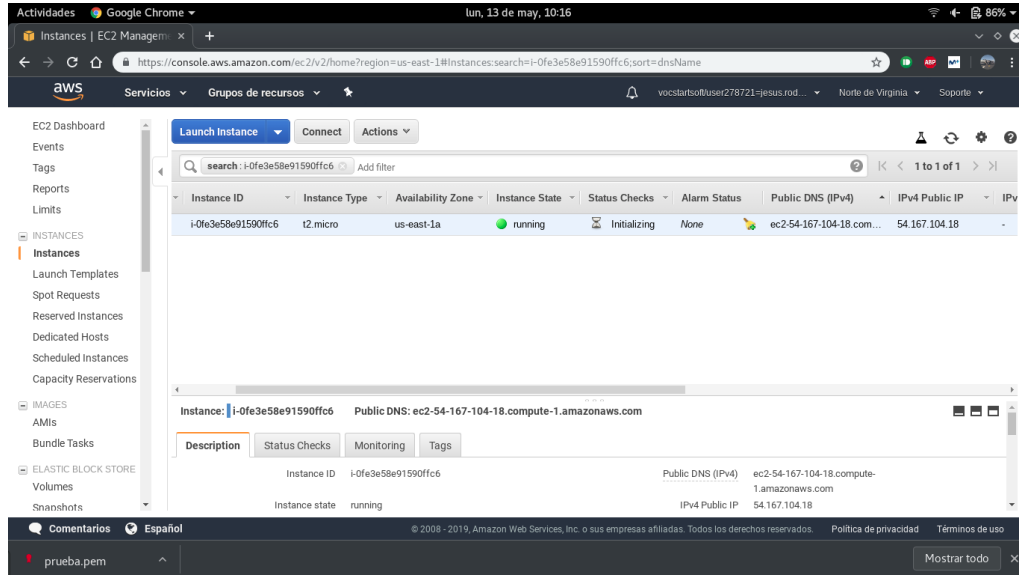 Actividades Google Chrome lun, 13 de may, 10:16 86%
Instances | EC2 Managem
https://console.aws.amazon.com/ec2/v2/home?region=us-east-1#Instances:search=i-0fe3e58e91590ffc6;sort=dnsName ABP
aws Servicios Grupos de recursos vocstartsoft/user278721=jesus.rod... Norte de Virginia Soporte
EC2 Dashboard
Events
Tags
Reports
Limits
INSTANCES
Instances
Launch Templates
Spot Requests
Reserved Instances
Dedicated Hosts
Scheduled Instances
Capacity Reservations
IMAGES
AMIs
Bundle Tasks
ELASTIC BLOCK STORE
Volumes
Snapshots
Launch Instance Connect Actions
search : i-0fe3e58e91590ffc6 Add filter 1 to 1 of 1
Instance ID Instance Type Availability Zone Instance State Status Checks Alarm Status Public DNS (IPv4) IPv4 Public IP IPv
i-0fe3e58e91590ffc6 t2.micro us-east-1a running Initializing None ec2-54-167-104-18.com... 54.167.104.18 -
Instance: i-0fe3e58e91590ffc6 Public DNS: ec2-54-167-104-18.compute-1.amazonaws.com
Description Status Checks Monitoring Tags
Instance ID i-0fe3e58e91590ffc6 Public DNS (IPv4) ec2-54-167-104-18.compute-
1.amazonaws.com
Instance state running IPv4 Public IP 54.167.104.18
Comentarios Español © 2008 - 2019, Amazon Web Services, Inc. o sus empresas afiliadas. Todos los derechos reservados. Política de privacidad Términos de uso
prueba.pem Mostrar todo